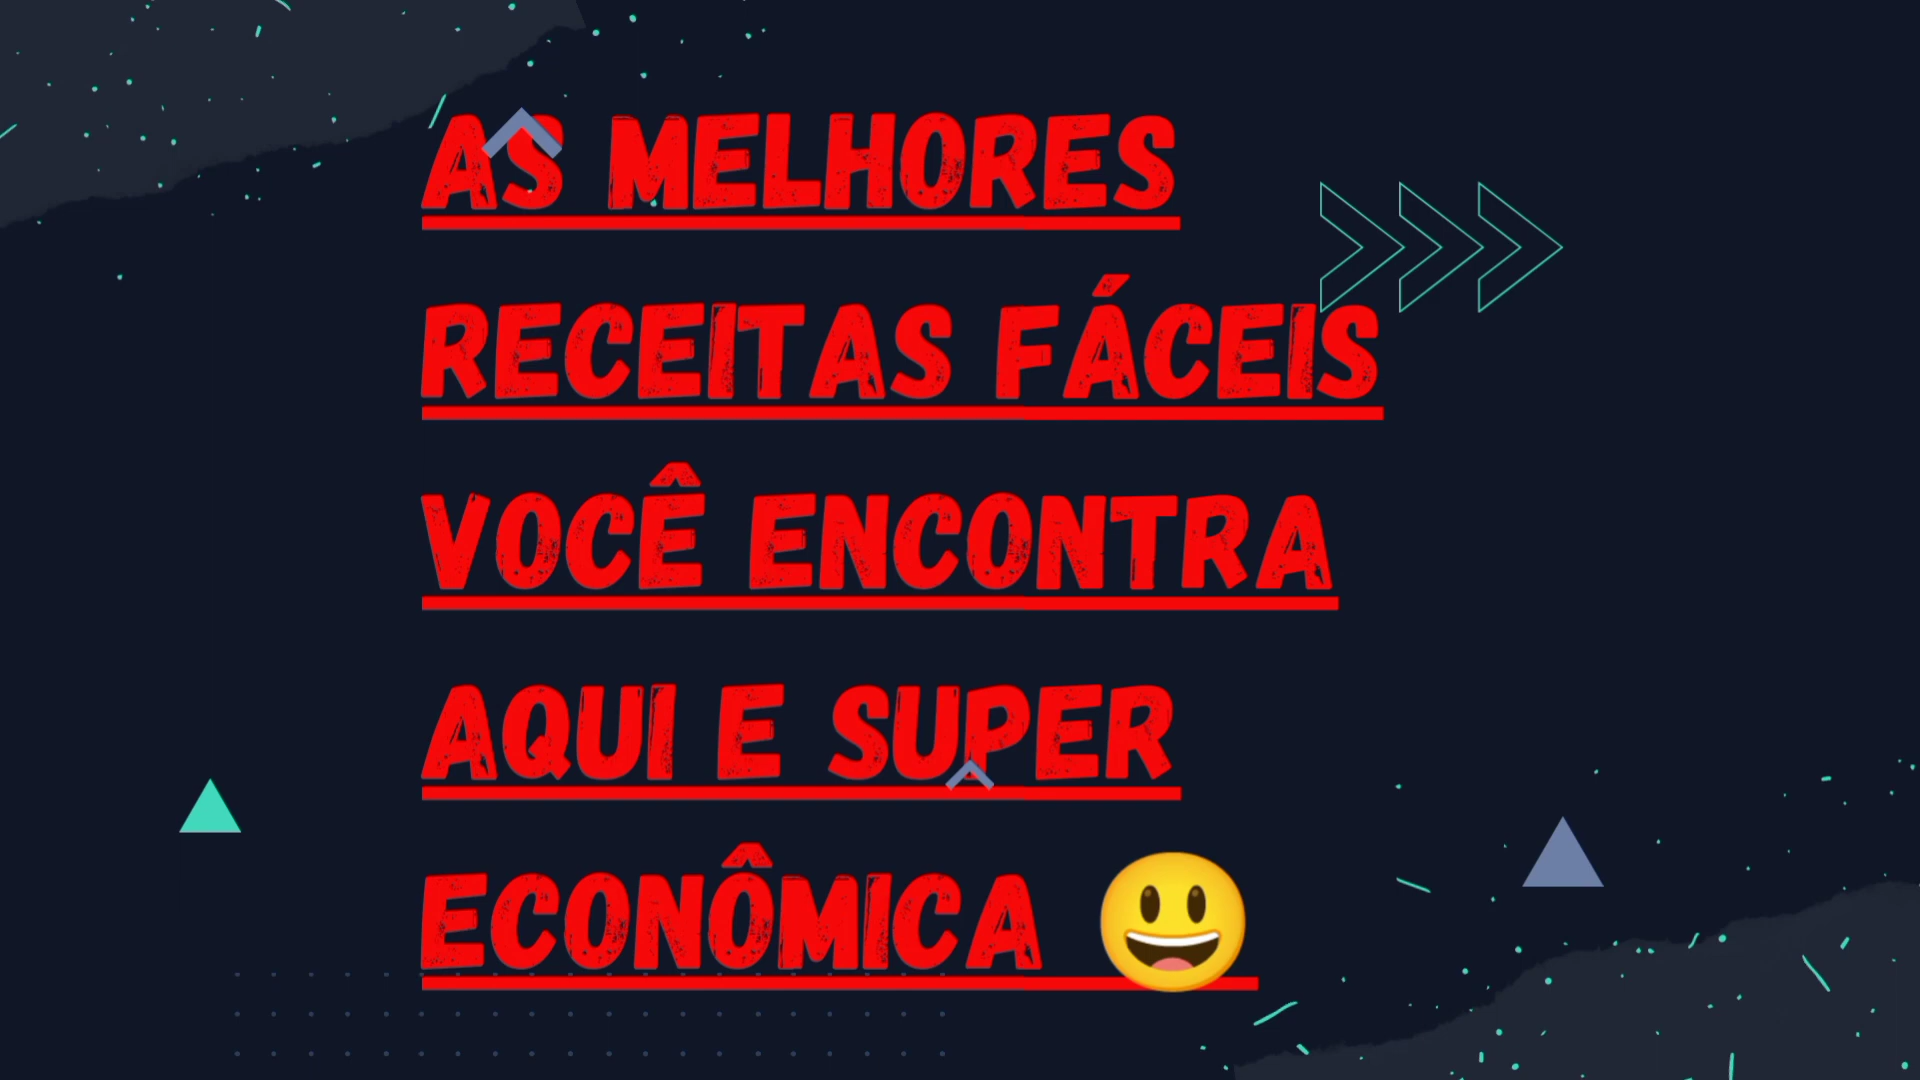 AS MELHORES
RECEITAS FÁCEIS
VOCÊ ENCONTRA
AQUI E SUPER
ECONÔMICA 😃